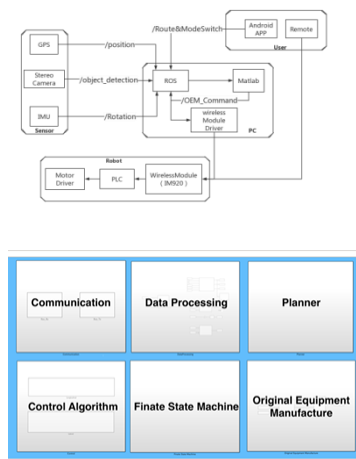 /Route&ModeSwitch
Android
APP
Remote
User
GPS
/position
Stereo
Camera
/object_detection
ROS
Matlab
/OEM_Command
IMU
/Rotation
Sensor
wireless
Module
Driver
PC
Robot
Motor
Driver
PLC
WirelessModule
( IM920 )
Communication
Data Processing
Planner
Control Algorithm
Finate State Machine
Original Equipment
Manufacture